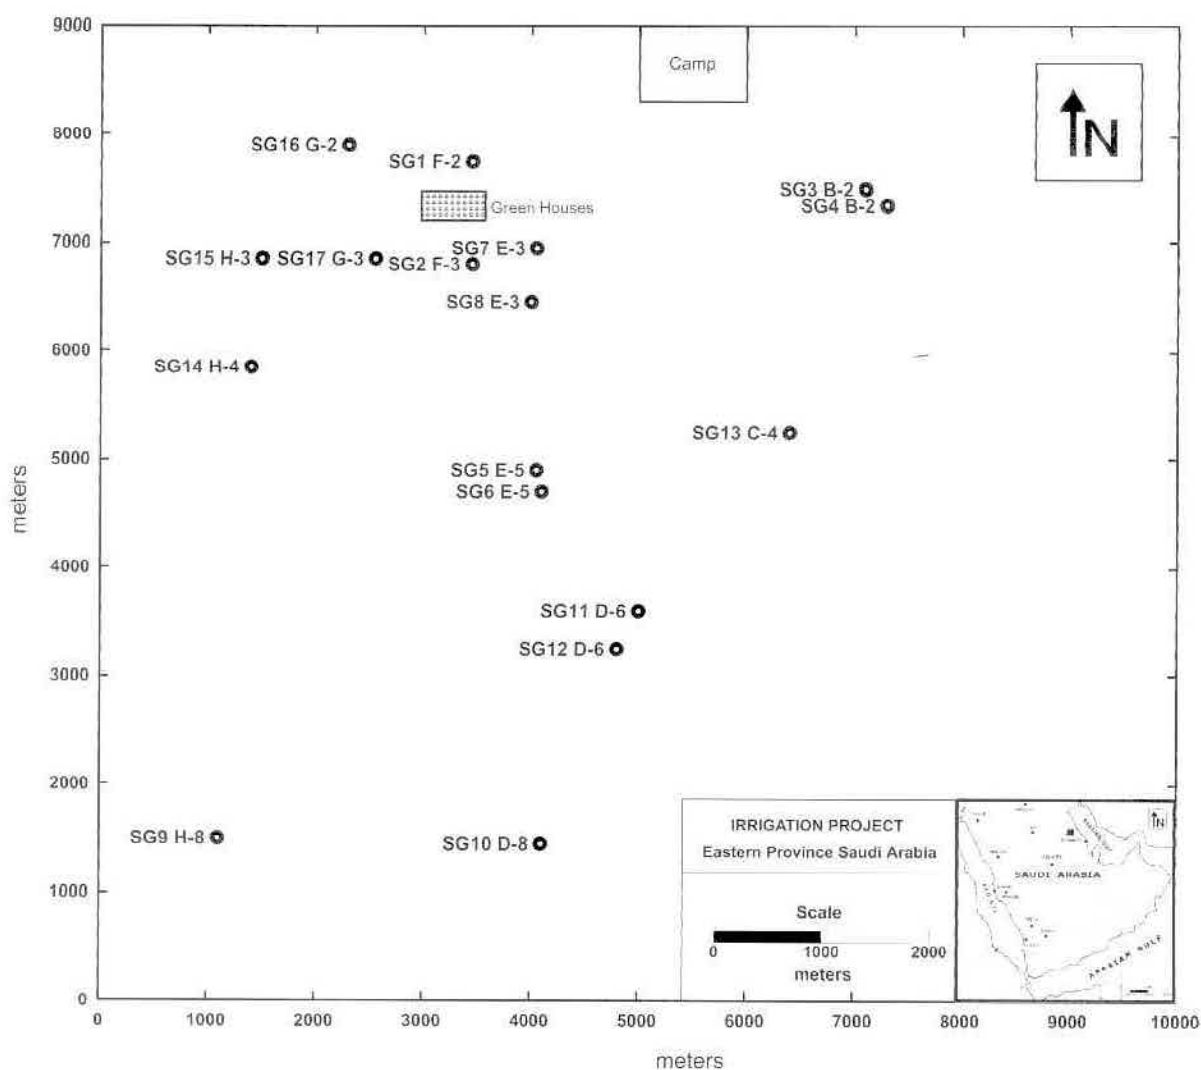 9000
Camp
N
8000
SG16 G-2
SG1 F-2
SG3 B-2
SG4 B-2
Green Houses
7000
SG7 E-3
SG15 H-3
SG17 G-3
SG2 F-3
SG8 E-3
6000
SG14 H-4
SG13 C-4
5000
SG5 E-5
SG6 E-5
meters
4000
SG11 D-6
SG12 D-6
3000
2000
SG9 H-8
SG10 D-8
1000
0
IRRIGATION PROJECT
Eastern Province Saudi Arabia
Scale
0 1000 2000
meters
N
SAUDI ARABIA
ARABIAN GULF
0 1000 2000 3000 4000 5000 6000 7000 8000 9000 10000
meters